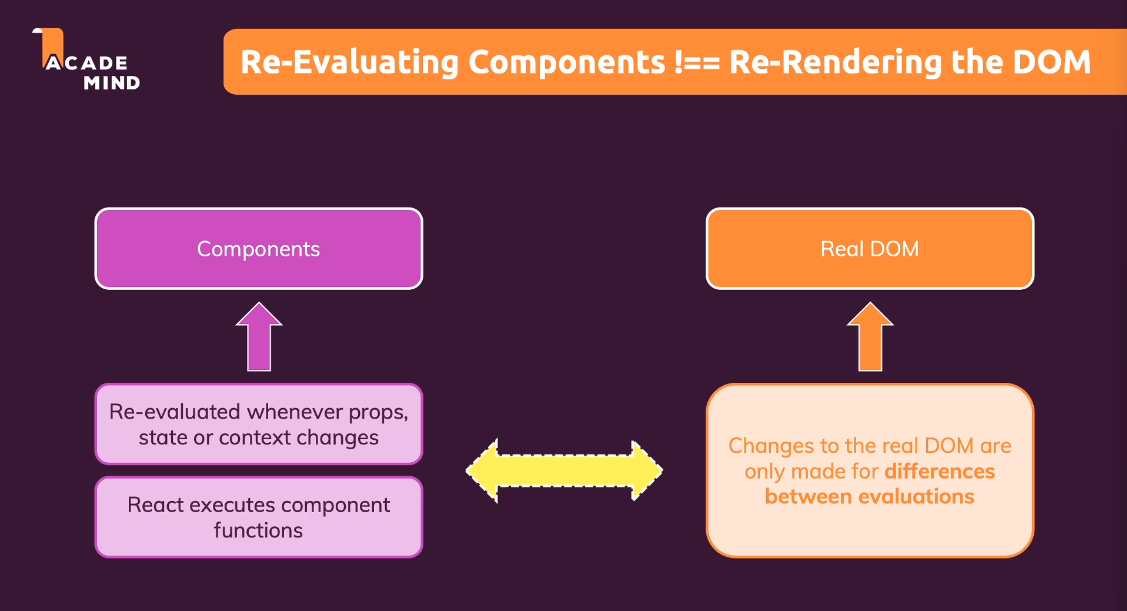 ACADE
MIND
Re-Evaluating Components !== Re-Rendering the DOM
Components
Real DOM
Re-evaluated whenever props,
state or context changes
React executes component
functions
Changes to the real DOM are
only made for differences
between evaluations